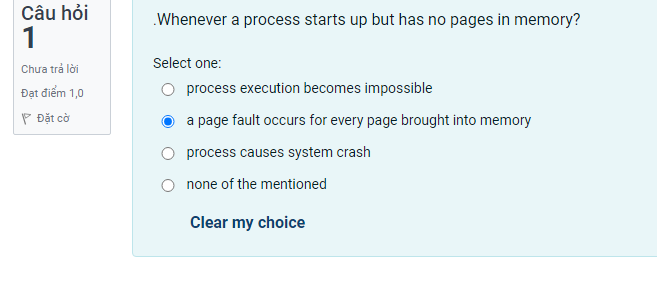 Câu hỏi
1
Chưa trả lời
Đạt điểm 1,0
Đặt cờ
.Whenever a process starts up but has no pages in memory?
Select one:
process execution becomes impossible
a page fault occurs for every page brought into memory
process causes system crash
none of the mentioned
Clear my choice